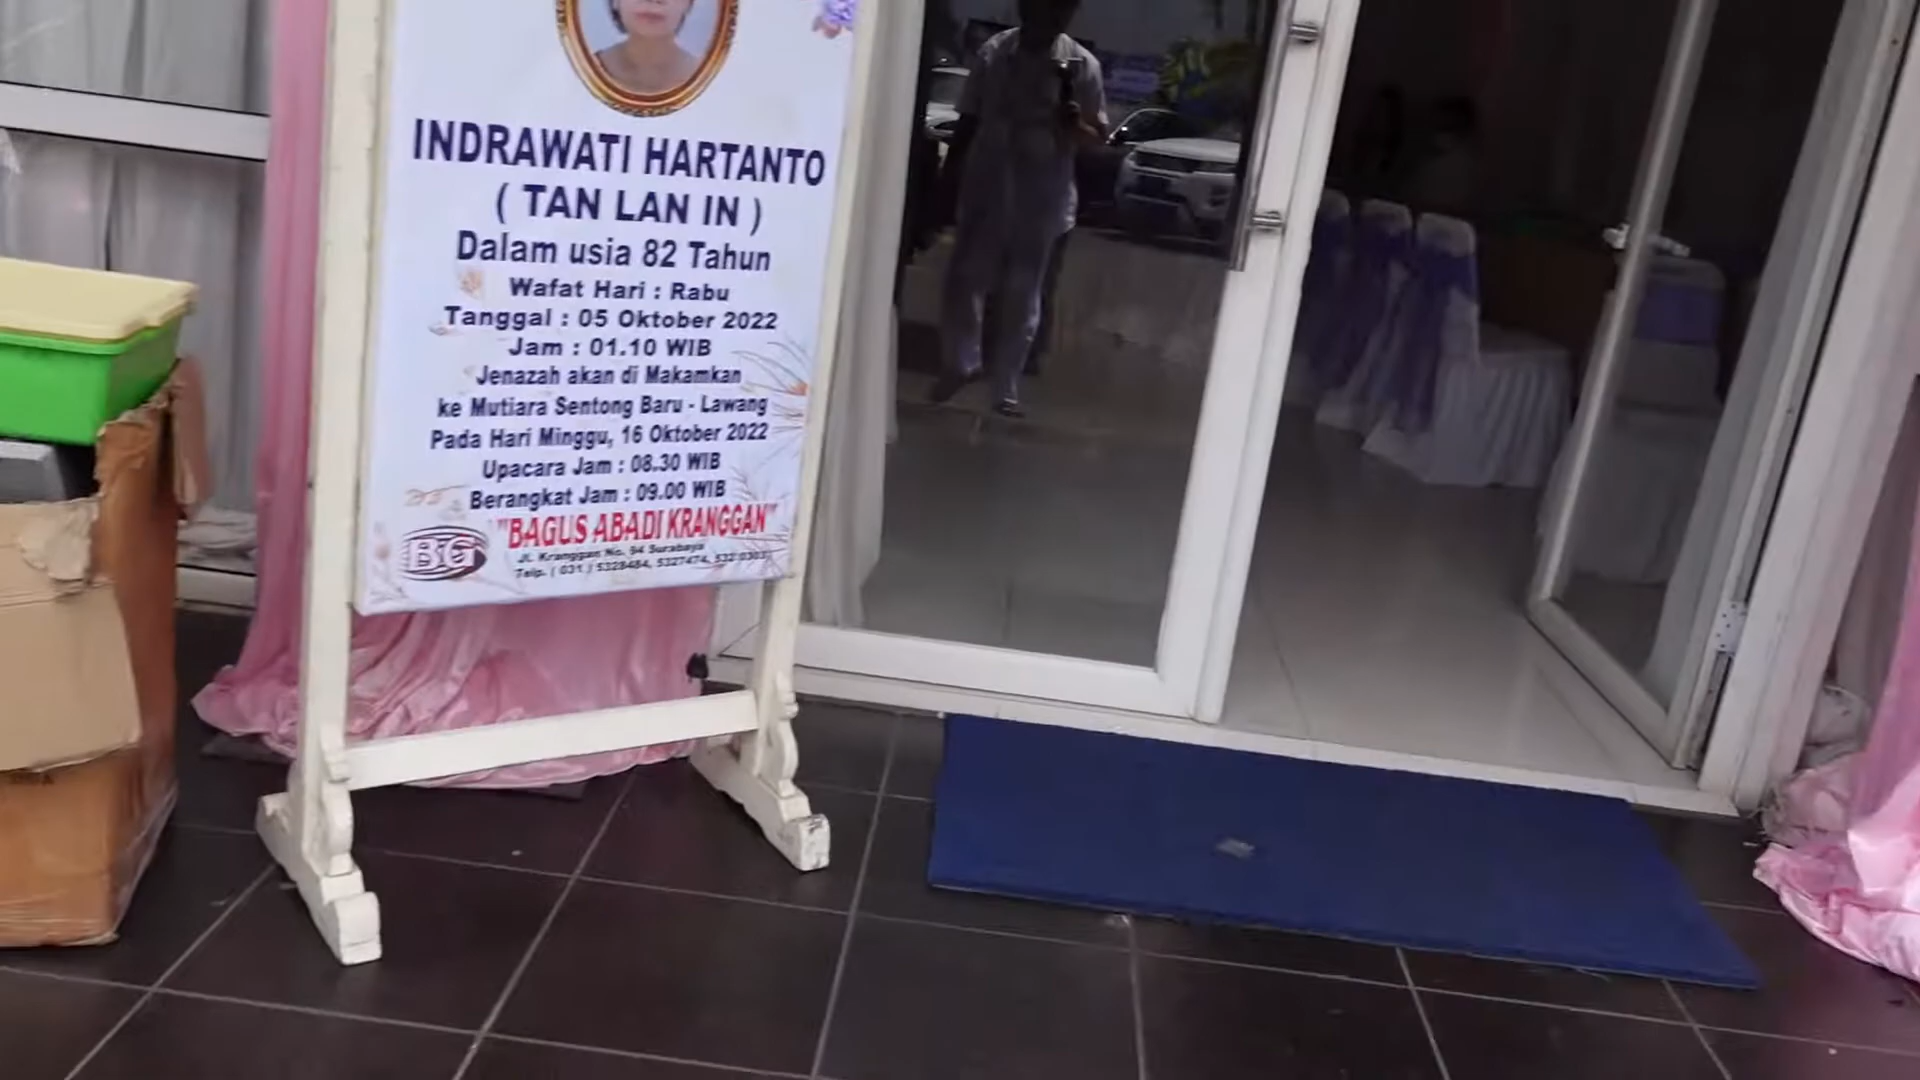 INDRAWATI HARTANTO
( TAN LAN IN )
Dalam usia 82 Tahun
Wafat Hari : Rabu
Tanggal : 05 Oktober 2022
Jam : 01.10 WIB
Jenazah akan di Makamkan
ke Mutiara Sentong Baru - Lawang
Pada Hari Minggu, 16 Oktober 2022
Upacara Jam : 08.30 WIB
Berangkat Jam : 09.00 WIB
BG
"BAGUS ABADI KRANGGAN"
Jl. Kranggan No. 94 Surabaya
Telp. ( 031 ) 5328484, 5327474,